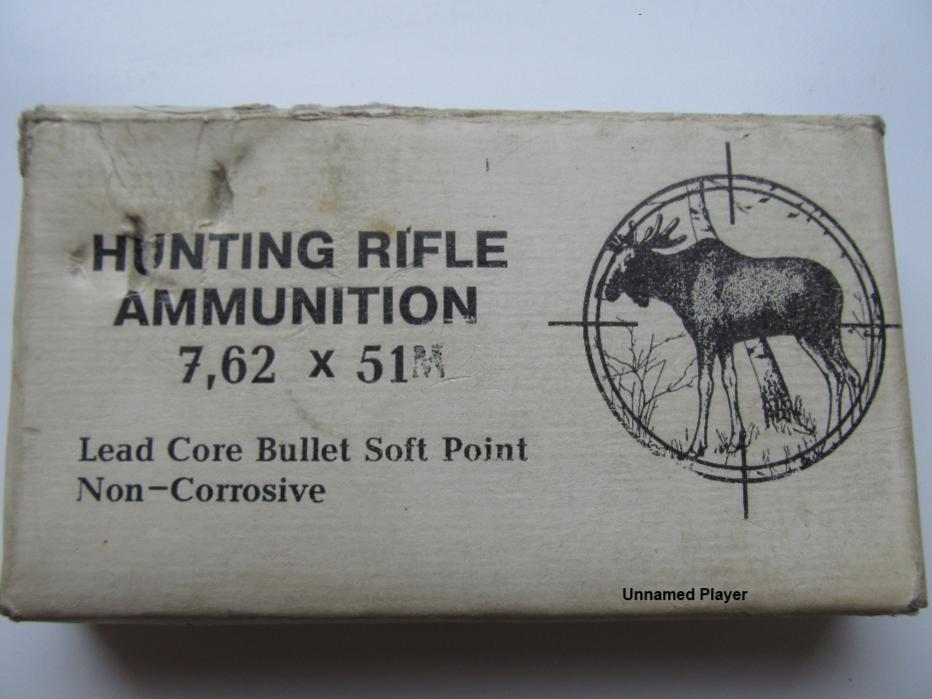 HUNTING RIFLE
AMMUNITION
7,62 x 51M
Lead Core Bullet Soft Point
Non-Corrosive
Unnamed Player